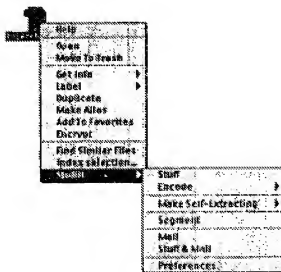 Help
Open
Move To Trash
Get Info
Label
Duplicate
Make Alias
Add To Favorites
Encrypt
Find Similar Files
Index selection...
StuffIt
Stuff
Encode
Make Self-Extracting
Segment
Mail
Stuff & Mail
Preferences